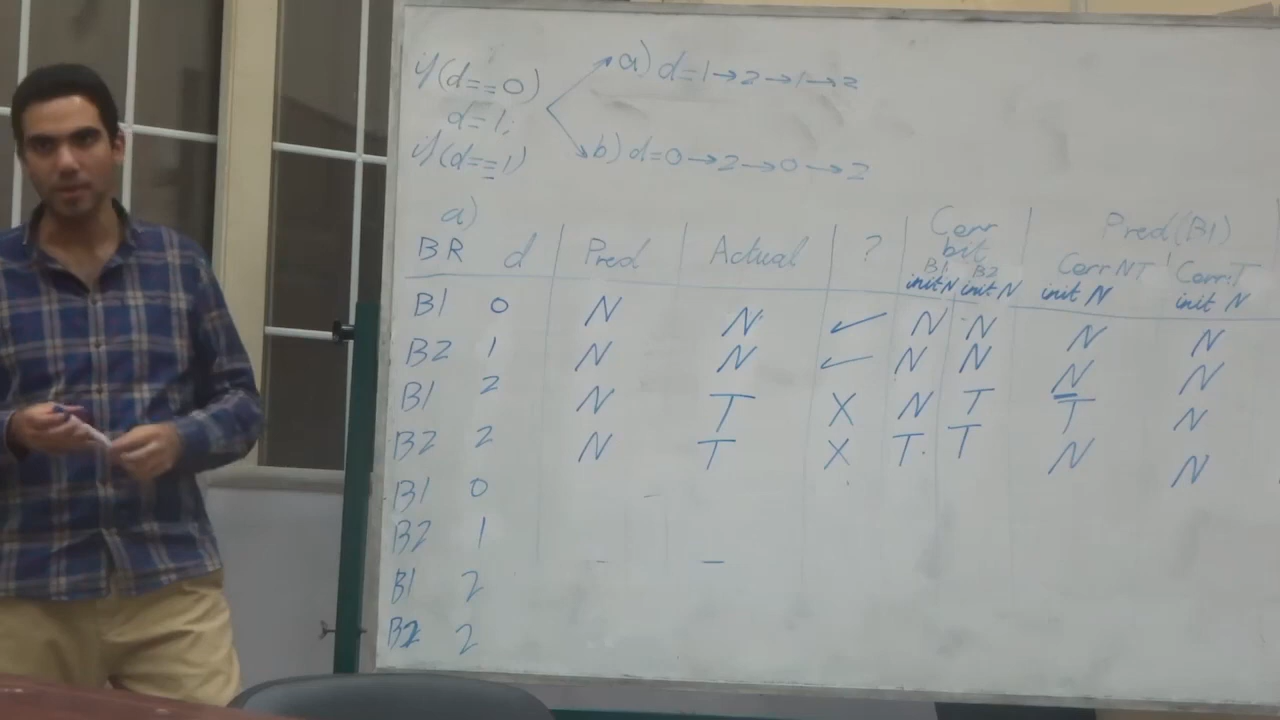 if(d==0) a) d=1→2→1→2
d=1;
if(d==1) b) d=0→2→0→2
a)
BR d Pred Actual ? Corr bit Pred(B1)
B1 B2 Corr NT Corr:T
init N init N init N init N
B1 0 N N ✓ N N N N
B2 1 N N ✓ N N N N
B1 2 N T X N T T N
B2 2 N T X T T N N
B1 0
B2 1
B1 2
B2 2